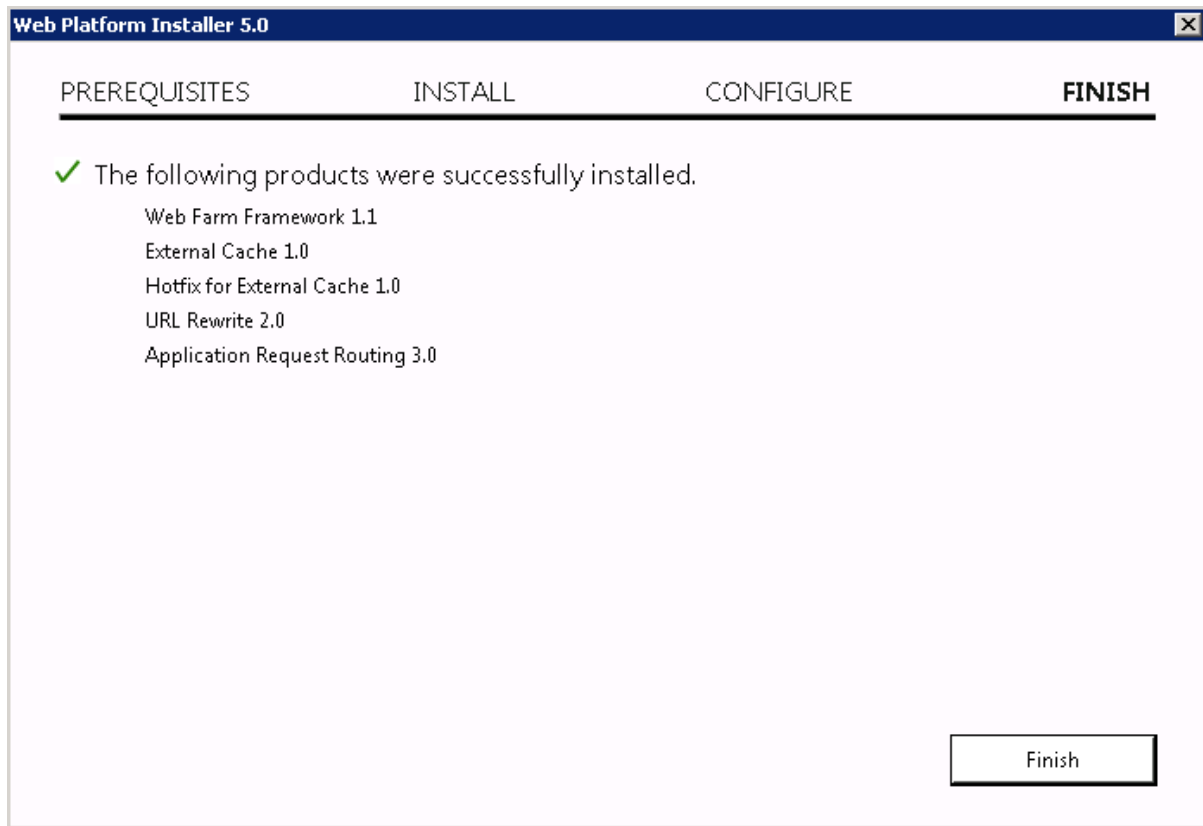 Web Platform Installer 5.0
PREREQUISITES INSTALL CONFIGURE FINISH
The following products were successfully installed.
Web Farm Framework 1.1
External Cache 1.0
Hotfix for External Cache 1.0
URL Rewrite 2.0
Application Request Routing 3.0
Finish